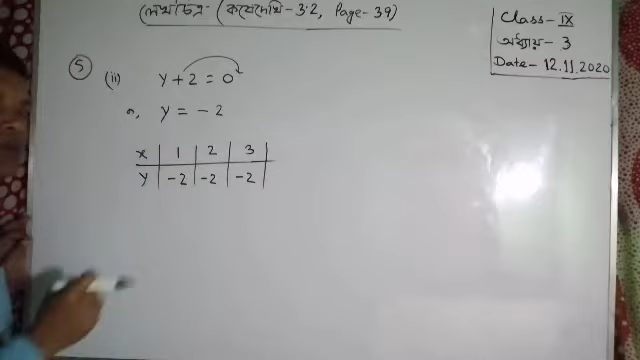 লেখচিত্র (কষেদেখি - 3.2, Page - 39)
Class - IX
অধ্যায় - 3
Date - 12.11.2020
5 (ii) y + 2 = 0
বা, y = - 2
x | 1 | 2 | 3 |
y | -2 | -2 | -2 |